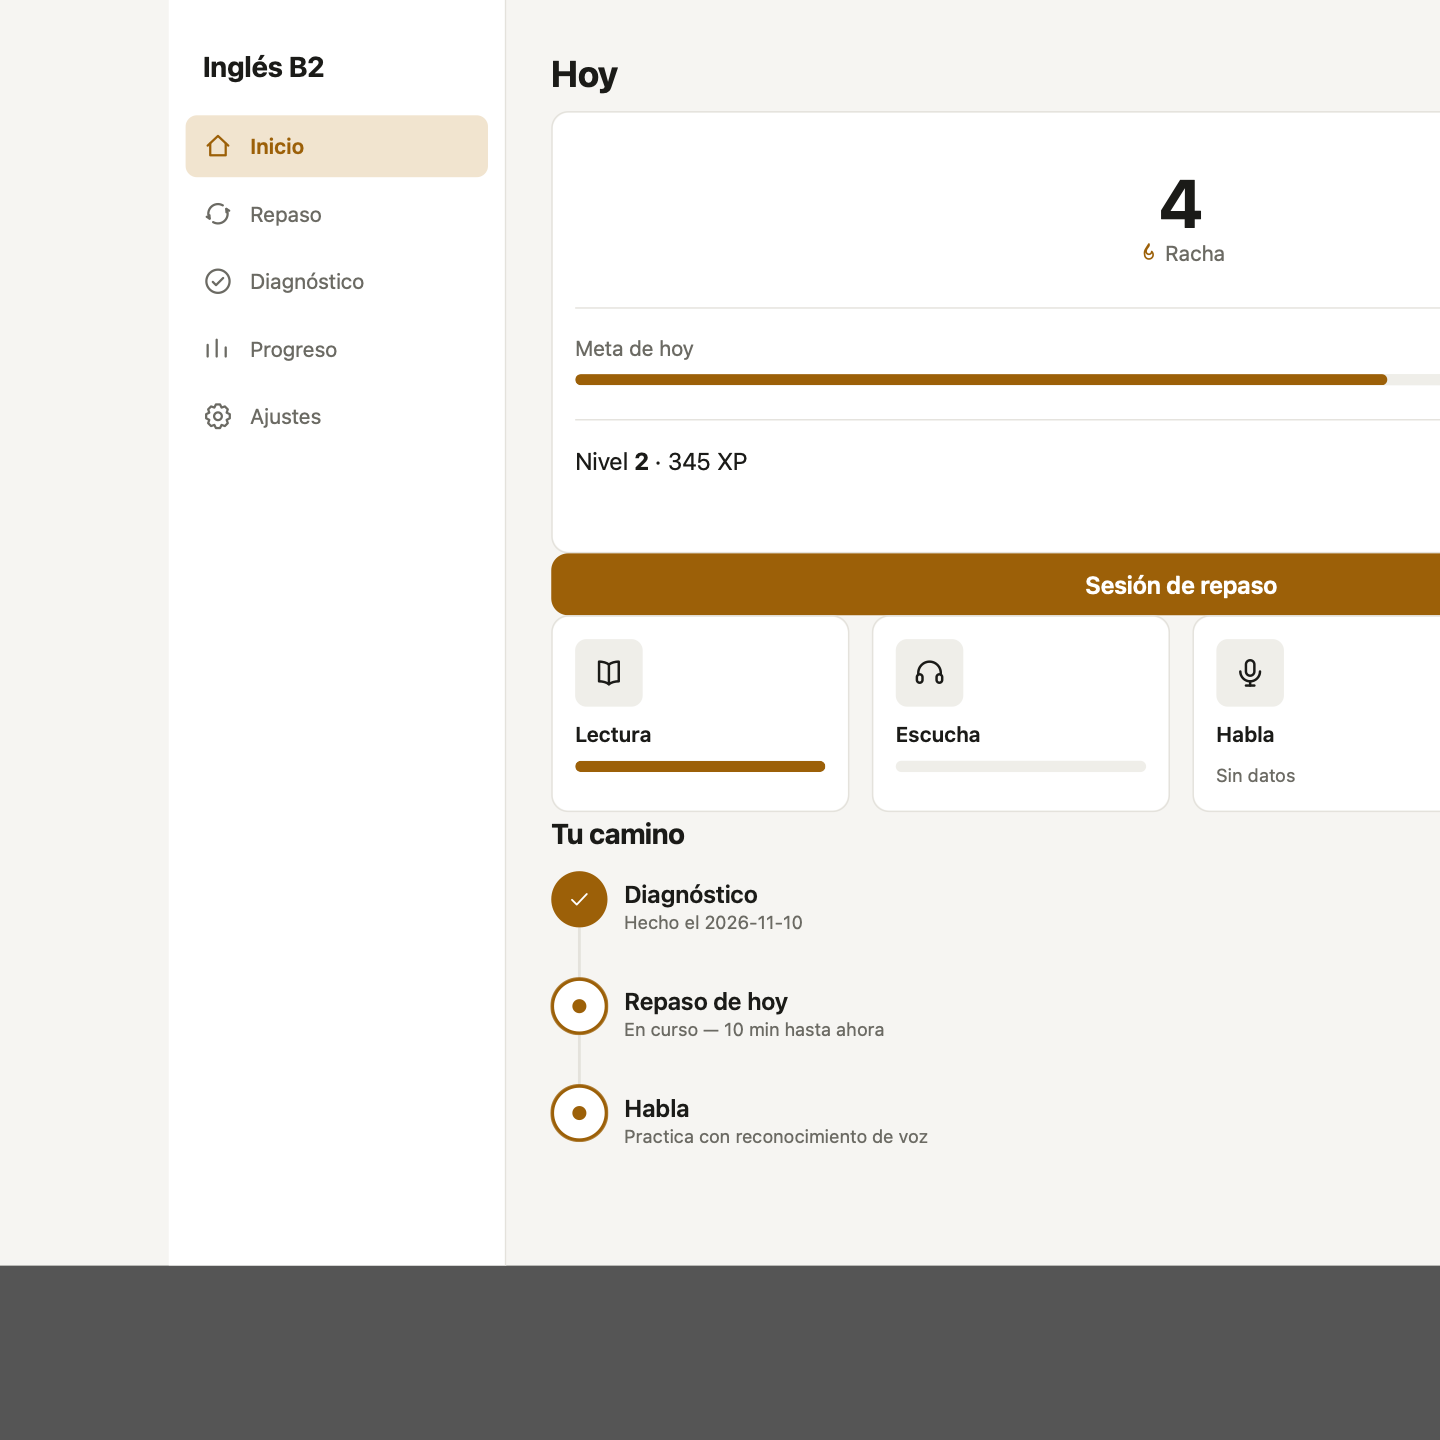 Inglés B2
Inicio
Repaso
Diagnóstico
Progreso
Ajustes
Hoy
4
Racha
Meta de hoy
Nivel 2 · 345 XP
Sesión de repaso
Lectura
Escucha
Habla
Sin datos
Tu camino
Diagnóstico
Hecho el 2026-11-10
Repaso de hoy
En curso — 10 min hasta ahora
Habla
Practica con reconocimiento de voz